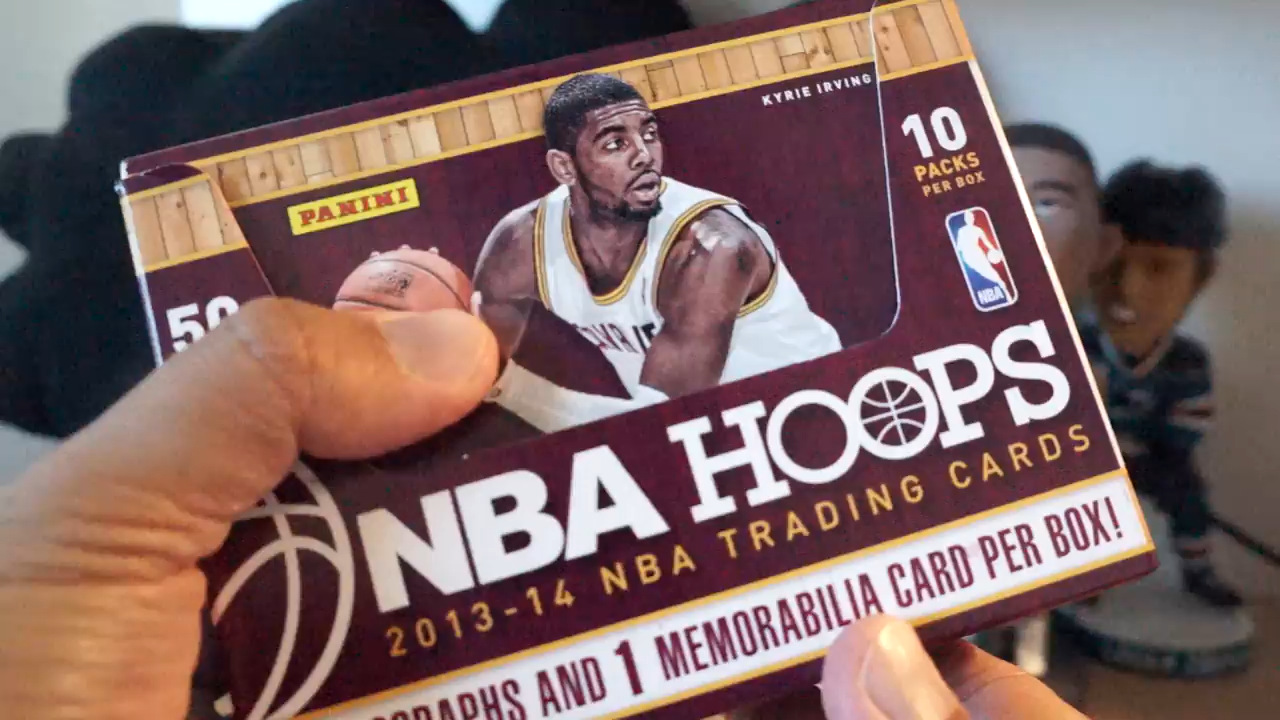 KYRIE IRVING
10
PACKS
PER BOX
PANINI
NBA
NBA HOOPS
2013-14 NBA TRADING CARDS
AND 1 MEMORABILIA CARD PER BOX!